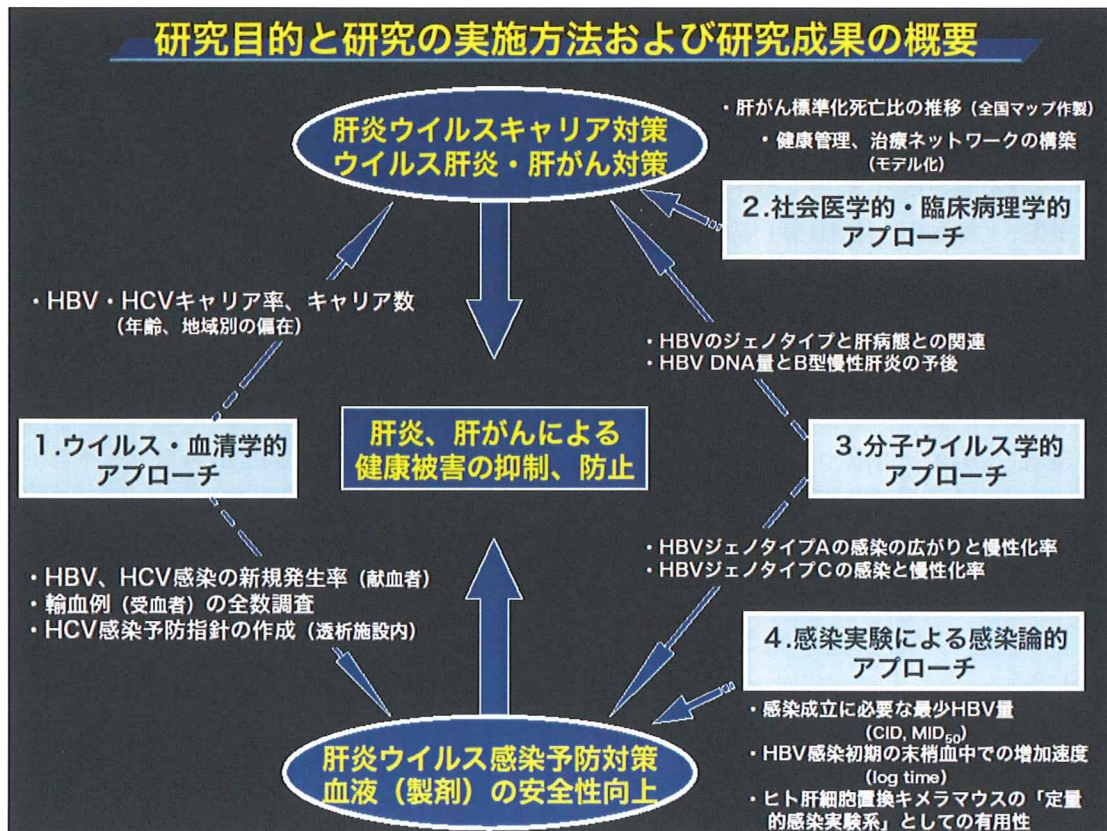 研究目的と研究の実施方法および研究成果の概要
肝炎ウイルスキャリア対策
ウイルス肝炎・肝がん対策
・肝がん標準化死亡比の推移（全国マップ作製）
・健康管理、治療ネットワークの構築
（モデル化）
2.社会医学的・臨床病理学的
アプローチ
・HBV・HCVキャリア率、キャリア数
（年齢、地域別の偏在）
・HBVのジェノタイプと肝病態との関連
・HBV DNA量とB型慢性肝炎の予後
1.ウイルス・血清学的
アプローチ
肝炎、肝がんによる
健康被害の抑制、防止
3.分子ウイルス学的
アプローチ
・HBV、HCV感染の新規発生率（献血者）
・輸血例（受血者）の全数調査
・HCV感染予防指針の作成（透析施設内）
・HBVジェノタイプAの感染の広がりと慢性化率
・HBVジェノタイプCの感染と慢性化率
4.感染実験による感染論的
アプローチ
肝炎ウイルス感染予防対策
血液（製剤）の安全性向上
・感染成立に必要な最少HBV量
(CID, MID50)
・HBV感染初期の末梢血中での増加速度
(log time)
・ヒト肝細胞置換キメラマウスの「定量
的感染実験系」としての有用性